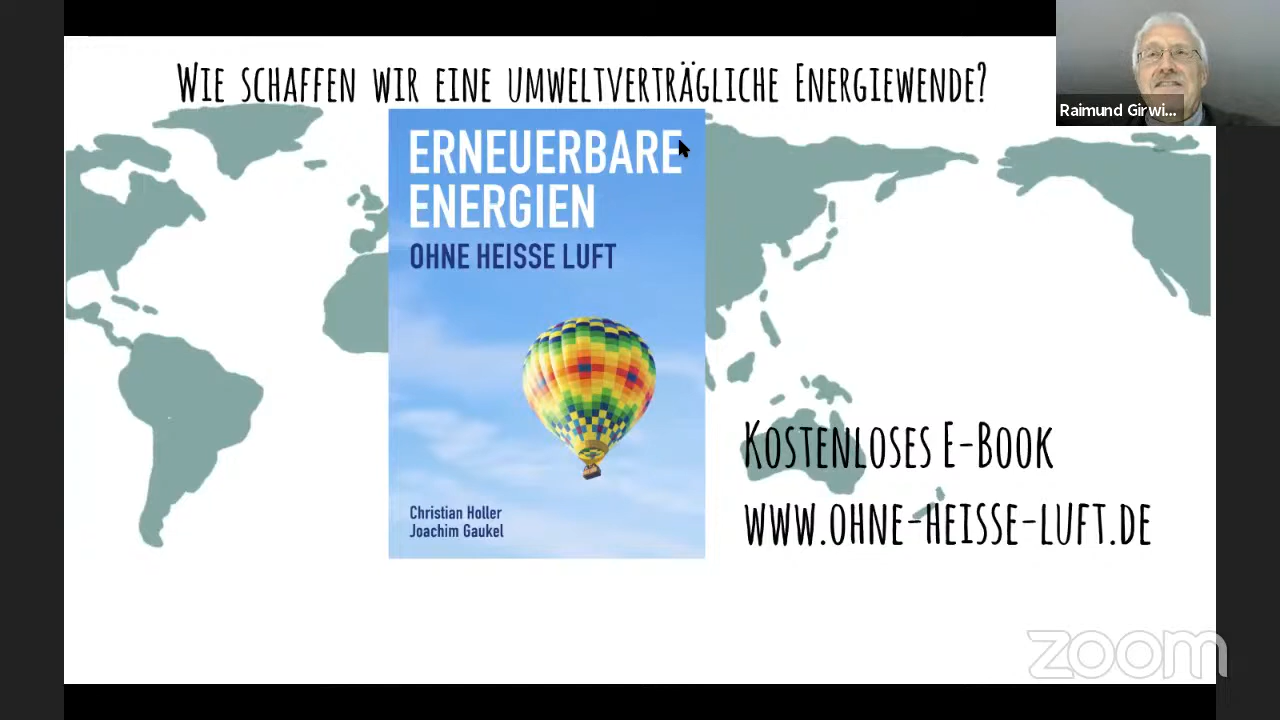 Wie schaffen wir eine umweltverträgliche Energiewende?
Raimund Girwi...
ERNEUERBARE
ENERGIEN
OHNE HEISSE LUFT
Kostenloses E-Book
www.ohne-heisse-luft.de
Christian Holler
Joachim Gaukel
zoom